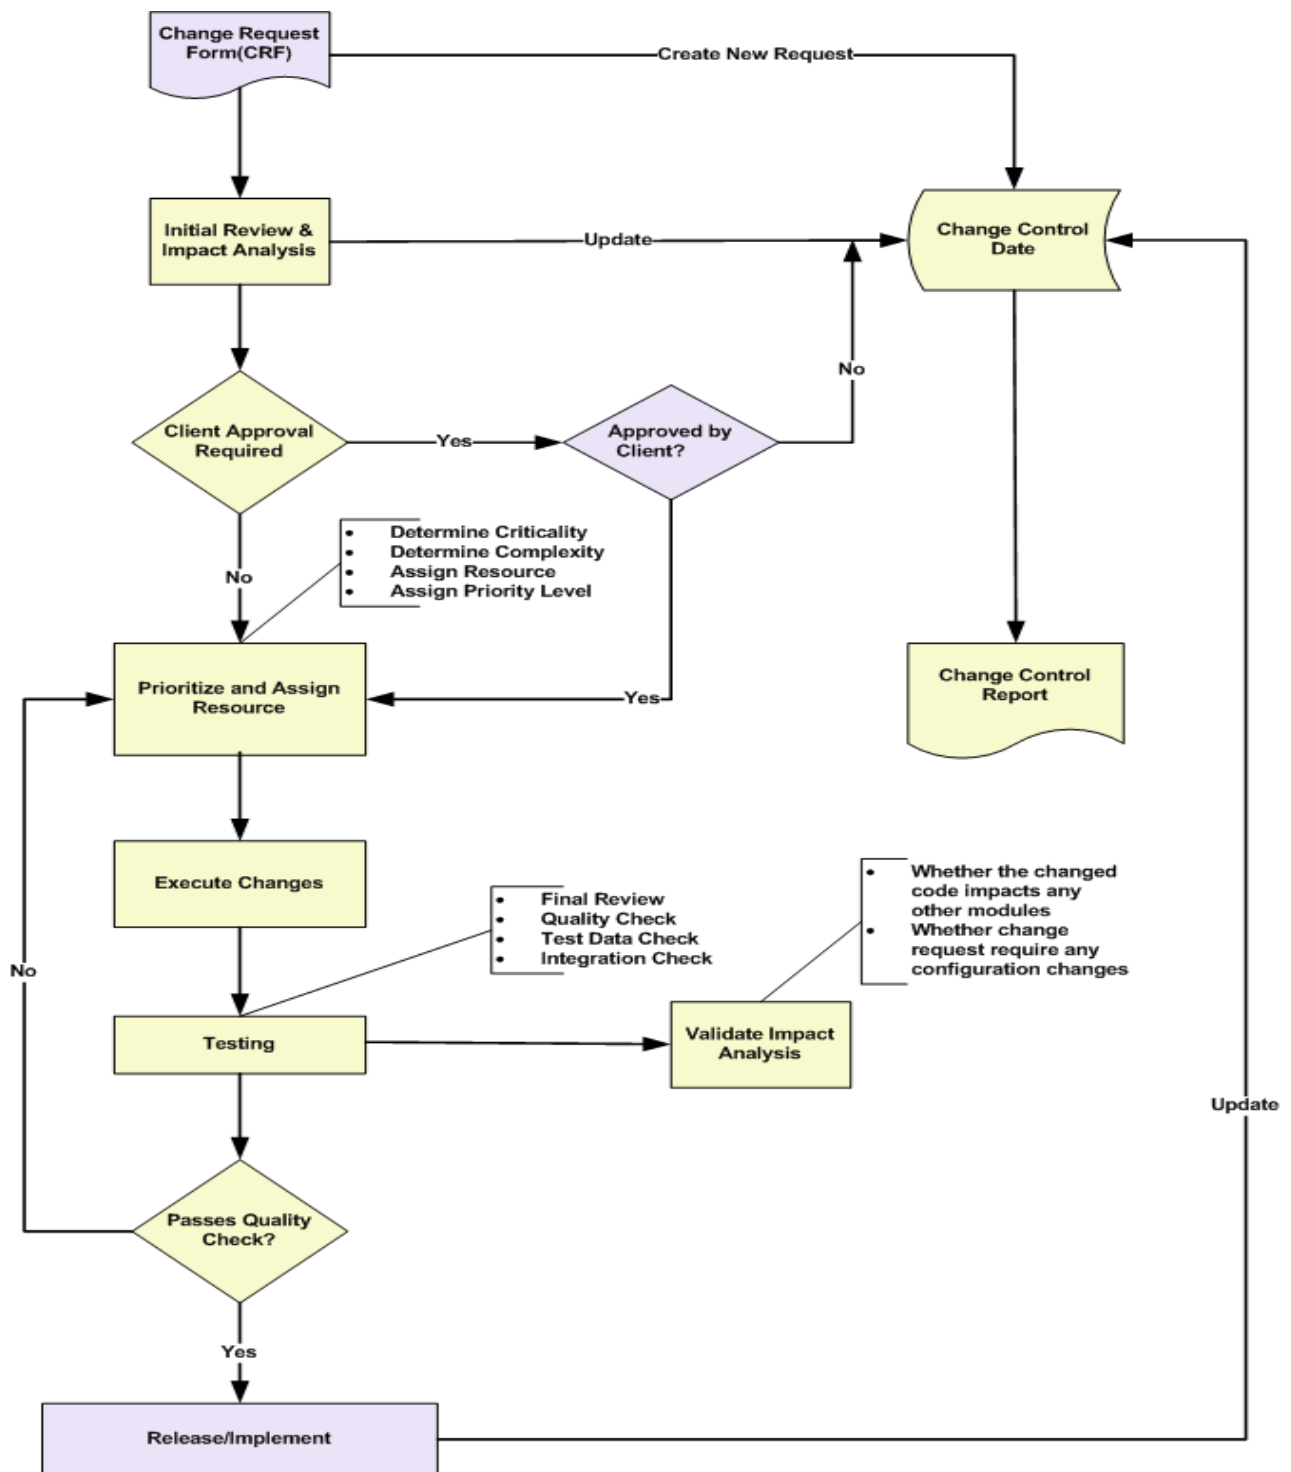 Change Request
Form(CRF)
Create New Request
Initial Review &
Impact Analysis
Update
Change Control
Date
No
Client Approval
Required
Yes
Approved by
Client?
• Determine Criticality
• Determine Complexity
• Assign Resource
• Assign Priority Level
No
Prioritize and Assign
Resource
Yes
Change Control
Report
Execute Changes
• Final Review
• Quality Check
• Test Data Check
• Integration Check
• Whether the changed
code impacts any
other modules
• Whether change
request require any
configuration changes
No
Testing
Validate Impact
Analysis
Update
Passes Quality
Check?
Yes
Release/Implement